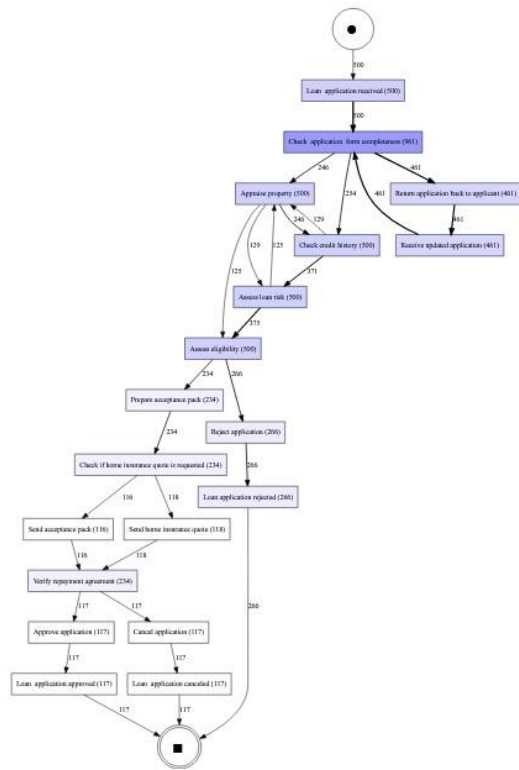 500
Loan application received (500)
500
Check application form completeness (961)
246
461
Appraise property (500)
461
254
Return application back to applicant (461)
246
129
461
Check credit history (500)
Receive updated application (461)
129
125
125
371
Assess loan risk (500)
375
Assess eligibility (500)
234
266
Prepare acceptance pack (234)
234
Reject application (266)
266
Check if home insurance quote is requested (234)
Loan application rejected (266)
116
118
Send acceptance pack (116)
Send home insurance quote (118)
116
118
Verify repayment agreement (234)
266
117
117
Approve application (117)
Cancel application (117)
117
117
Loan application approved (117)
Loan application canceled (117)
117
117